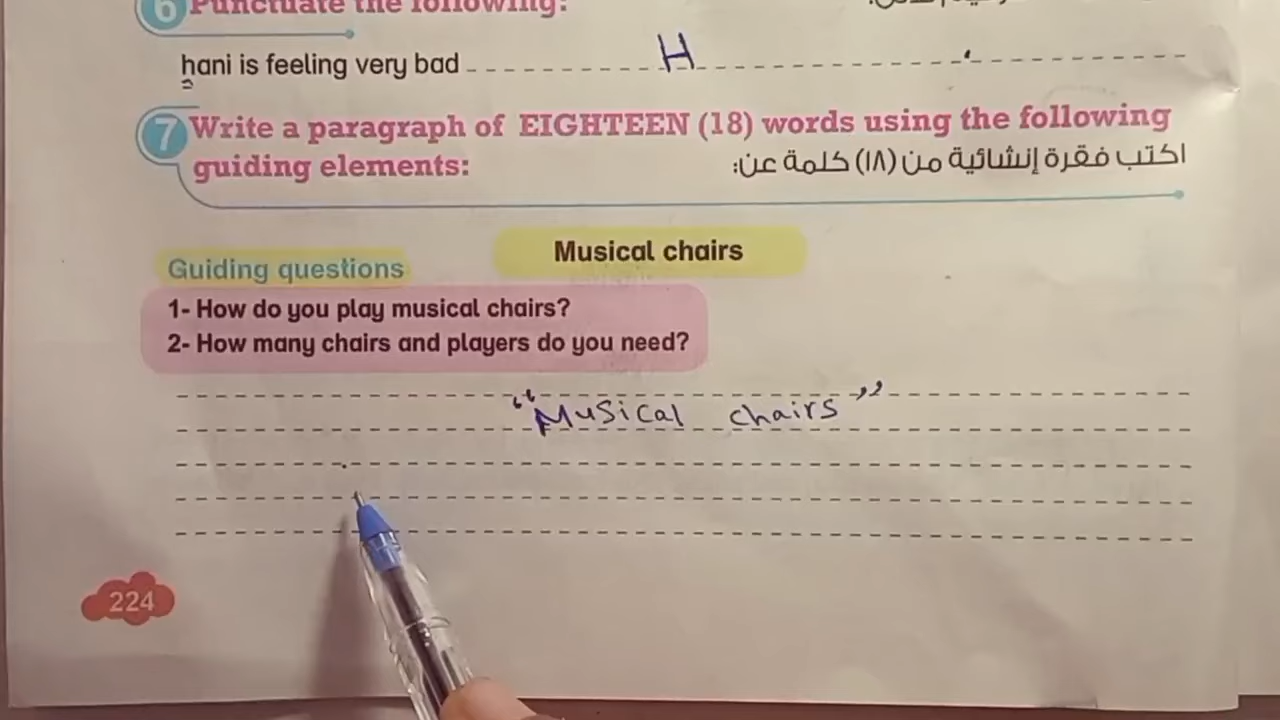 6 Punctuate the following:
hani is feeling very bad H .
7 Write a paragraph of EIGHTEEN (18) words using the following
guiding elements:
اكتب فقرة إنشائية من (١٨) كلمة عن:
Musical chairs
Guiding questions
1- How do you play musical chairs?
2- How many chairs and players do you need?
“Musical chairs”
224